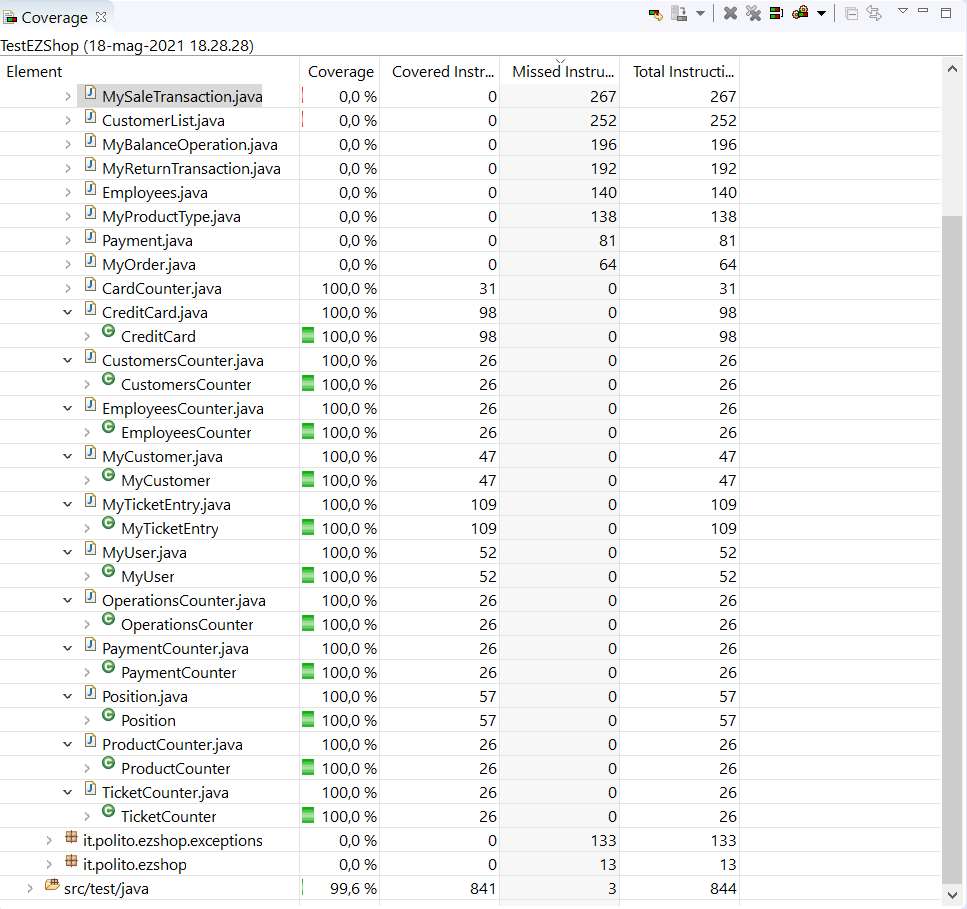 Coverage
TestEZShop (18-mag-2021 18.28.28)
Element Coverage Covered Instr... Missed Instru... Total Instructi...
MySaleTransaction.java 0,0 % 0 267 267
CustomerList.java 0,0 % 0 252 252
MyBalanceOperation.java 0,0 % 0 196 196
MyReturnTransaction.java 0,0 % 0 192 192
Employees.java 0,0 % 0 140 140
MyProductType.java 0,0 % 0 138 138
Payment.java 0,0 % 0 81 81
MyOrder.java 0,0 % 0 64 64
CardCounter.java 100,0 % 31 0 31
CreditCard.java 100,0 % 98 0 98
CreditCard 100,0 % 98 0 98
CustomersCounter.java 100,0 % 26 0 26
CustomersCounter 100,0 % 26 0 26
EmployeesCounter.java 100,0 % 26 0 26
EmployeesCounter 100,0 % 26 0 26
MyCustomer.java 100,0 % 47 0 47
MyCustomer 100,0 % 47 0 47
MyTicketEntry.java 100,0 % 109 0 109
MyTicketEntry 100,0 % 109 0 109
MyUser.java 100,0 % 52 0 52
MyUser 100,0 % 52 0 52
OperationsCounter.java 100,0 % 26 0 26
OperationsCounter 100,0 % 26 0 26
PaymentCounter.java 100,0 % 26 0 26
PaymentCounter 100,0 % 26 0 26
Position.java 100,0 % 57 0 57
Position 100,0 % 57 0 57
ProductCounter.java 100,0 % 26 0 26
ProductCounter 100,0 % 26 0 26
TicketCounter.java 100,0 % 26 0 26
TicketCounter 100,0 % 26 0 26
it.polito.ezshop.exceptions 0,0 % 0 133 133
it.polito.ezshop 0,0 % 0 13 13
src/test/java 99,6 % 841 3 844